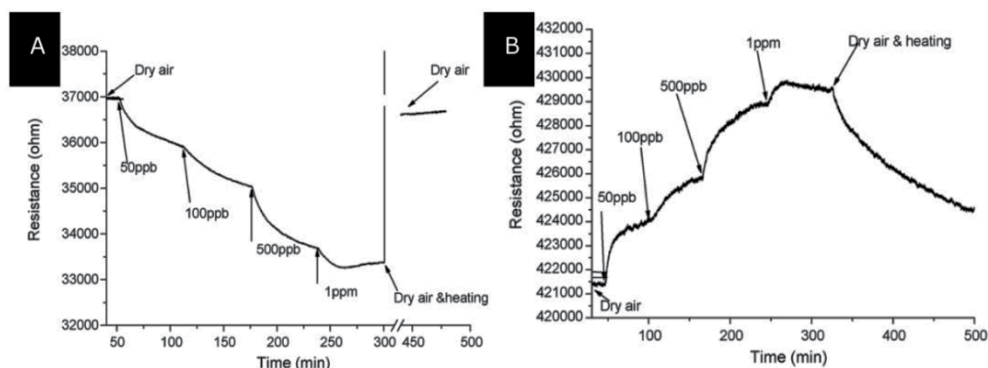 A
38000
37000
36000
35000
34000
33000
32000
Resistance (ohm)
Dry air
50ppb
100ppb
500ppb
1ppm
Dry air &heating
Dry air
50 100 150 200 250 300 450 500
Time (min)
B
432000
431000
430000
429000
428000
426000
425000
424000
423000
422000
421000
420000
Resistance (ohm)
Dry air
50ppb
100ppb
500ppb
1ppm
Dry air & heating
100 200 300 400 500
Time (min)